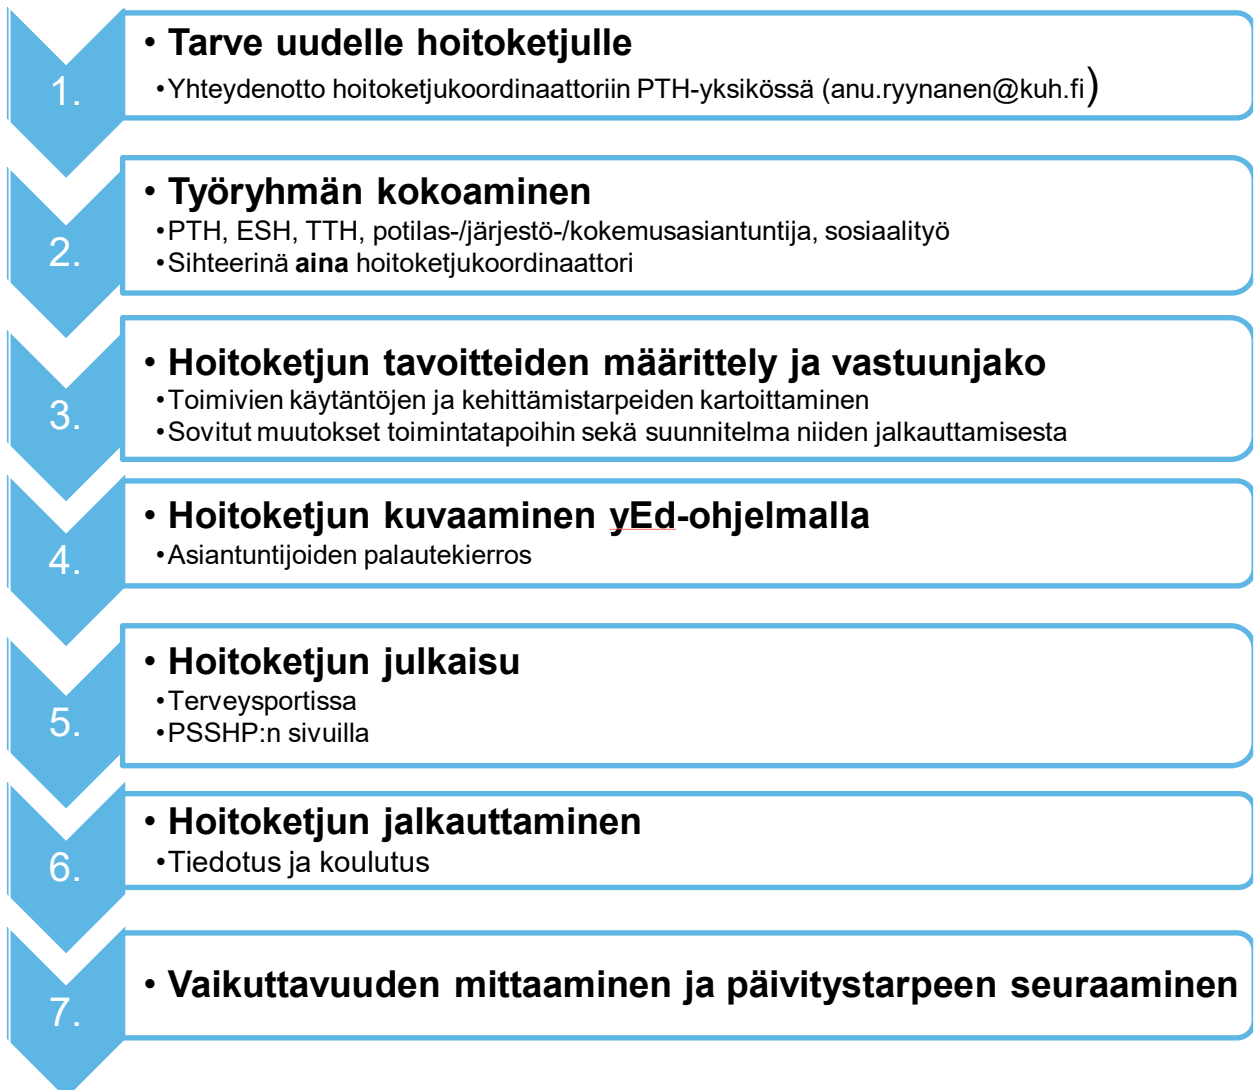 1.
• Tarve uudelle hoitoketjulle
•Yhteydenotto hoitoketjukoordinaattoriin PTH-yksikössä (anu.ryynanen@kuh.fi)
2.
• Työryhmän kokoaminen
•PTH, ESH, TTH, potilas-/järjestö-/kokemusasiantuntija, sosiaalityö
•Sihteerinä aina hoitoketjukoordinaattori
3.
• Hoitoketjun tavoitteiden määrittely ja vastuunjako
•Toimivien käytäntöjen ja kehittämistarpeiden kartoittaminen
•Sovitut muutokset toimintatapoihin sekä suunnitelma niiden jalkauttamisesta
4.
• Hoitoketjun kuvaaminen yEd-ohjelmalla
•Asiantuntijoiden palautekierros
5.
• Hoitoketjun julkaisu
•Terveysportissa
•PSSHP:n sivuilla
6.
• Hoitoketjun jalkauttaminen
•Tiedotus ja koulutus
7.
• Vaikuttavuuden mittaaminen ja päivitystarpeen seuraaminen